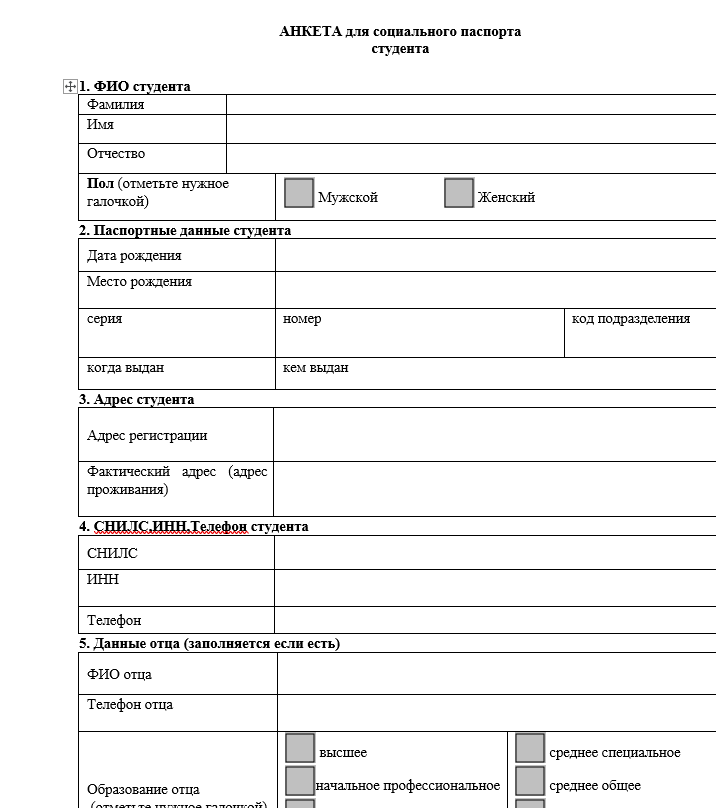 АНКЕТА для социального паспорта
студента
1. ФИО студента
Фамилия
Имя
Отчество
Пол (отметьте нужное
галочкой)
Мужской Женский
2. Паспортные данные студента
Дата рождения
Место рождения
серия номер код подразделения
когда выдан кем выдан
3. Адрес студента
Адрес регистрации
Фактический адрес (адрес
проживания)
4. СНИЛС,ИНН,Телефон студента
СНИЛС
ИНН
Телефон
5. Данные отца (заполняется если есть)
ФИО отца
Телефон отца
высшее среднее специальное
начальное профессиональное среднее общее
Образование отца
(отметьте нужное галочкой)